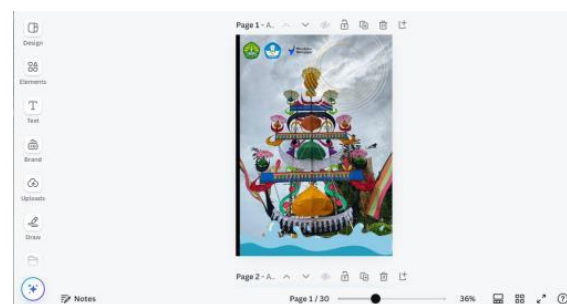 Page 1 - A..
Design
Elements
Text
Brand
Uploads
Draw
Page 2 - A..
Notes
Page 1 / 30
36%